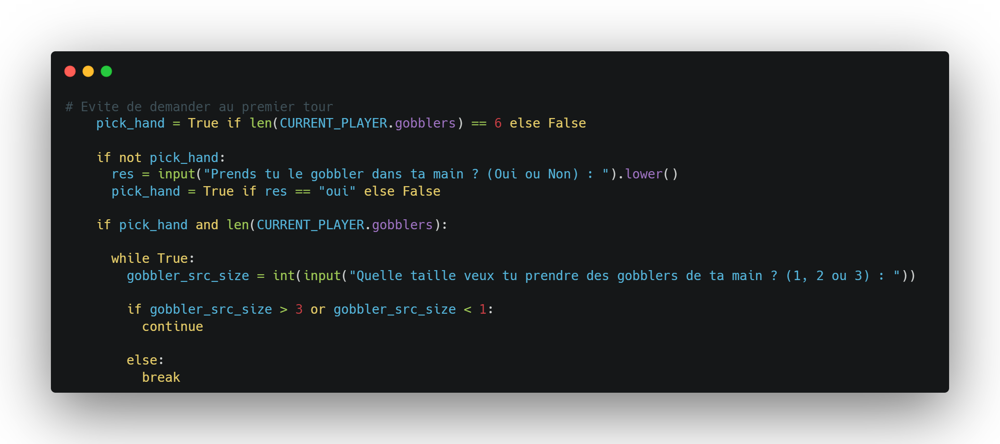 # Evite de demander au premier tour
    pick_hand = True if len(CURRENT_PLAYER.gobblers) == 6 else False
    if not pick_hand:
      res = input("Prends tu le gobbler dans ta main ? (Oui ou Non) : ").lower()
      pick_hand = True if res == "oui" else False
    if pick_hand and len(CURRENT_PLAYER.gobblers):
      while True:
        gobbler_src_size = int(input("Quelle taille veux tu prendre des gobblers de ta main ? (1, 2 ou 3) : "))
        if gobbler_src_size > 3 or gobbler_src_size < 1:
          continue
        else:
          break